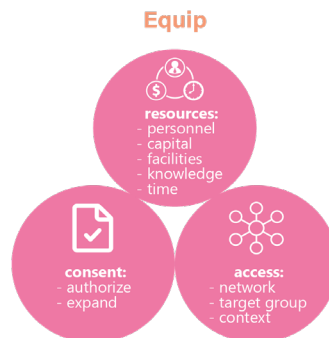 Equip
$
resources:
- personnel
- capital
- facilities
- knowledge
- time
consent:
- authorize
- expand
access:
- network
- target group
- context